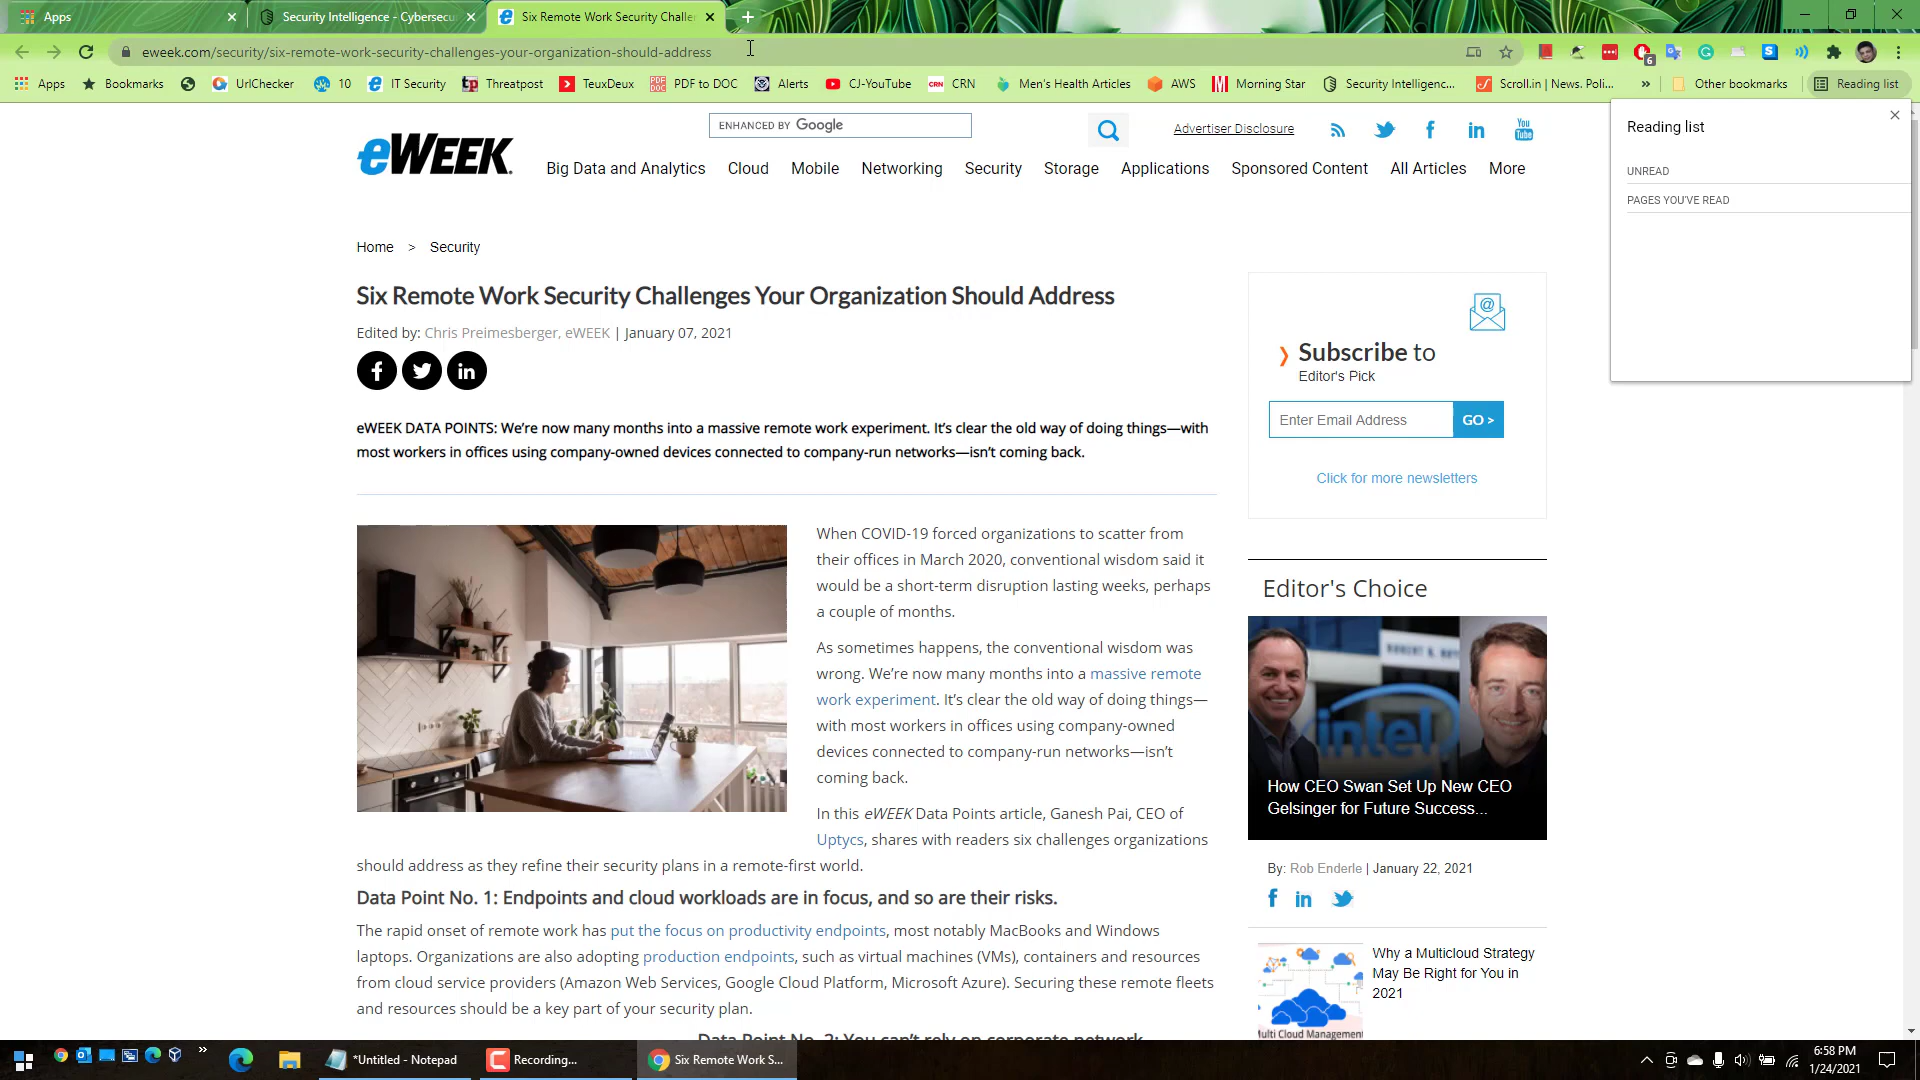 Apps
Security Intelligence - Cybersecu
Six Remote Work Security Challe
eweek.com/security/six-remote-work-security-challenges-your-organization-should-address
6
Apps
Bookmarks
UrlChecker
10
IT Security
Threatpost
TeuxDeux
PDF to DOC
Alerts
CJ-YouTube
CRN
Men's Health Articles
AWS
Morning Star
Security Intelligenc...
Scroll.in | News. Poli...
»
Other bookmarks
Reading list
Reading list
UNREAD
PAGES YOU'VE READ
eWEEK
ENHANCED BY Google
Advertiser Disclosure
You Tube
Big Data and Analytics
Cloud
Mobile
Networking
Security
Storage
Applications
Sponsored Content
All Articles
More
Home > Security
Six Remote Work Security Challenges Your Organization Should Address
Edited by: Chris Preimesberger, eWEEK | January 07, 2021
eWEEK DATA POINTS: We’re now many months into a massive remote work experiment. It’s clear the old way of doing things—with
most workers in offices using company-owned devices connected to company-run networks—isn’t coming back.
When COVID-19 forced organizations to scatter from
their offices in March 2020, conventional wisdom said it
would be a short-term disruption lasting weeks, perhaps
a couple of months.
As sometimes happens, the conventional wisdom was
wrong. We’re now many months into a massive remote
work experiment. It’s clear the old way of doing things—
with most workers in offices using company-owned
devices connected to company-run networks—isn’t
coming back.
In this eWEEK Data Points article, Ganesh Pai, CEO of
Uptycs, shares with readers six challenges organizations
should address as they refine their security plans in a remote-first world.
Data Point No. 1: Endpoints and cloud workloads are in focus, and so are their risks.
The rapid onset of remote work has put the focus on productivity endpoints, most notably MacBooks and Windows
laptops. Organizations are also adopting production endpoints, such as virtual machines (VMs), containers and resources
from cloud service providers (Amazon Web Services, Google Cloud Platform, Microsoft Azure). Securing these remote fleets
and resources should be a key part of your security plan.
Data Point No. 2: You can’t rely on corporate network
Subscribe to
Editor's Pick
Enter Email Address
GO >
Click for more newsletters
Editor's Choice
intel
How CEO Swan Set Up New CEO
Gelsinger for Future Success...
By: Rob Enderle | January 22, 2021
Multi Cloud Management
Why a Multicloud Strategy
May Be Right for You in
2021
*Untitled - Notepad
Recording...
Six Remote Work S...
6:58 PM
1/24/2021